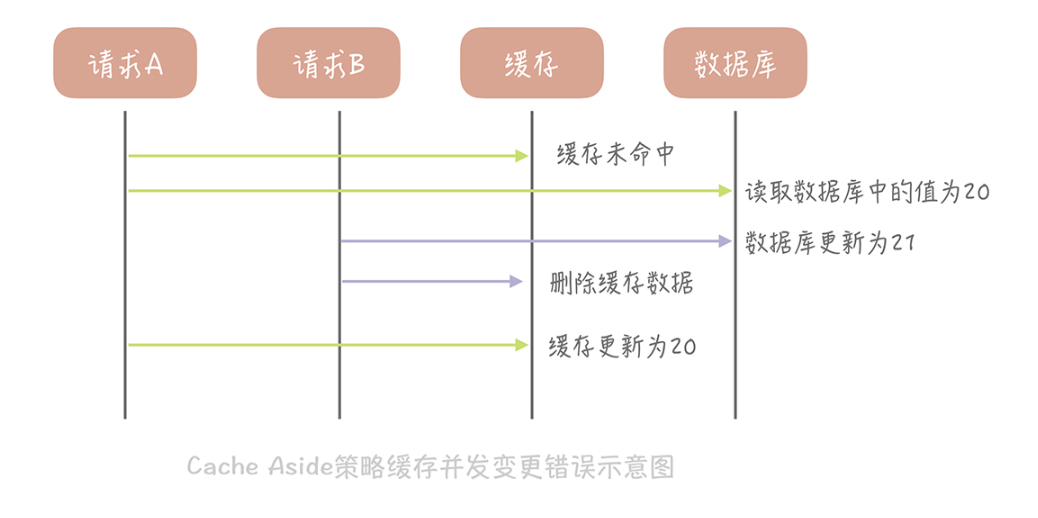 请求A
请求B
缓存
数据库
缓存未命中
读取数据库中的值为20
数据库更新为21
删除缓存数据
缓存更新为20
Cache Aside策略缓存并发变更错误示意图